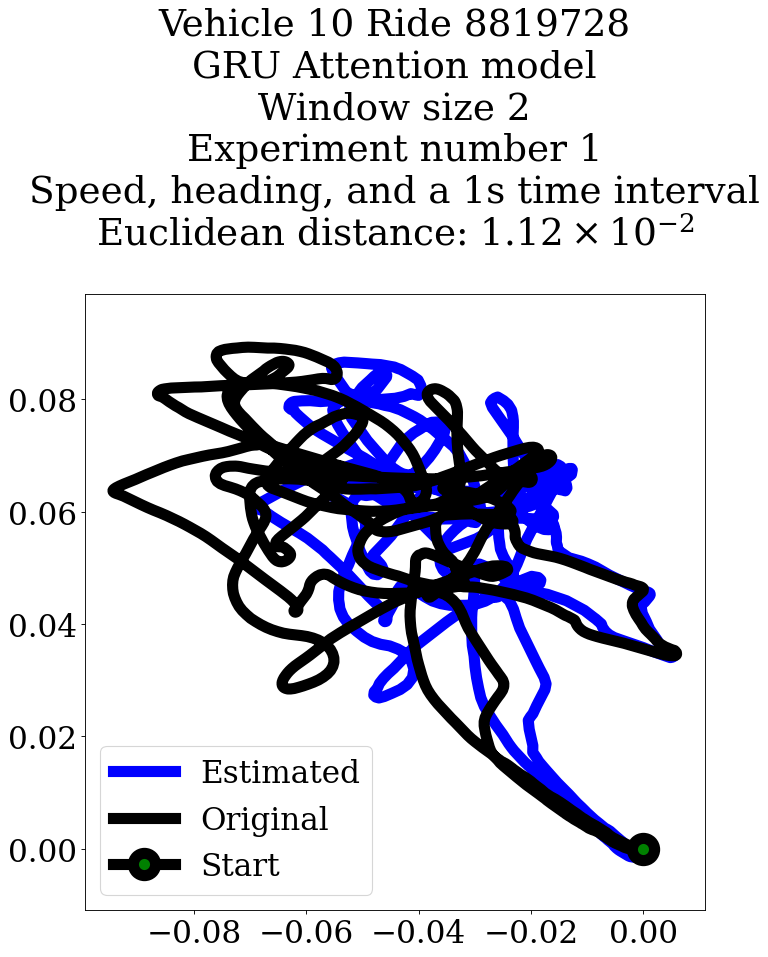 Vehicle 10 Ride 8819728
GRU Attention model
Window size 2
Experiment number 1
Speed, heading, and a 1s time interval
Euclidean distance: 1.12 × 10⁻²
0.08
0.06
0.04
0.02
0.00
Estimated
Original
Start
−0.08 −0.06 −0.04 −0.02 0.00